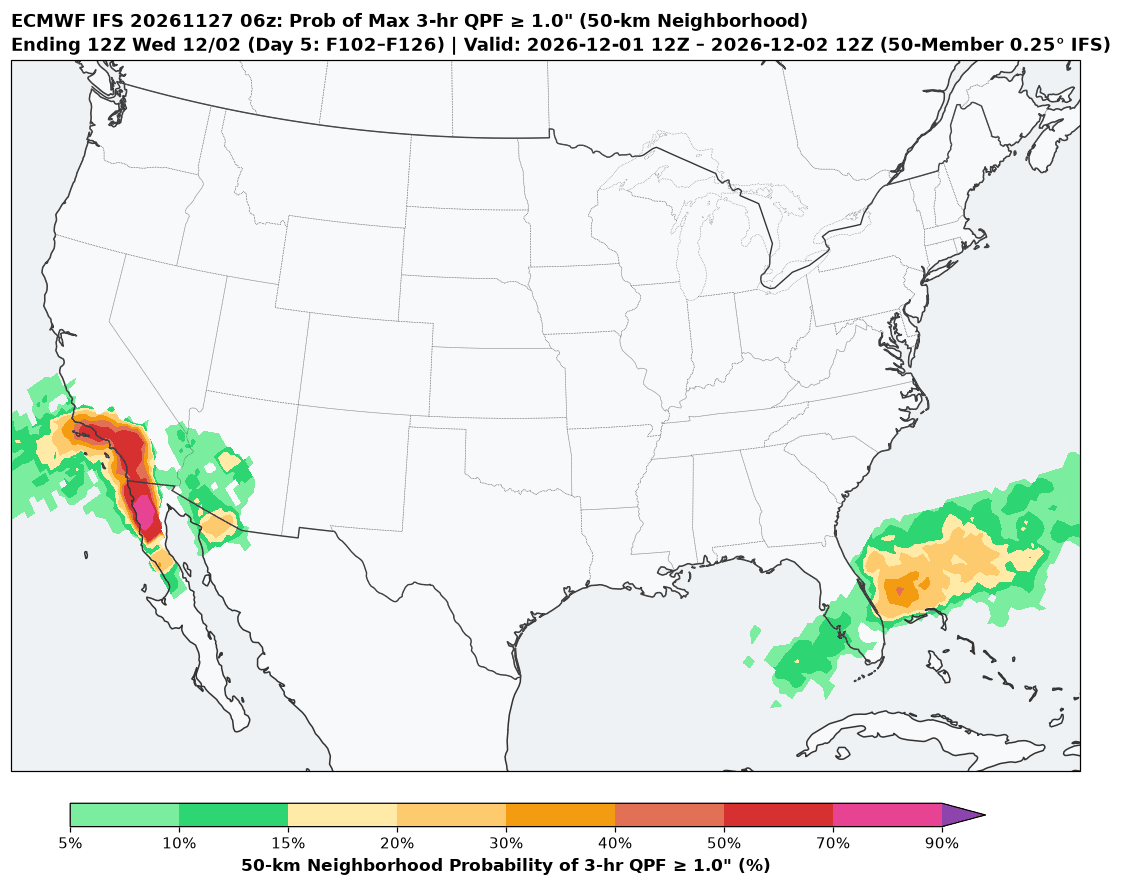 ECMWF IFS 20261127 06z: Prob of Max 3-hr QPF ≥ 1.0" (50-km Neighborhood)
Ending 12Z Wed 12/02 (Day 5: F102–F126) | Valid: 2026-12-01 12Z – 2026-12-02 12Z (50-Member 0.25° IFS)
5% 10% 15% 20% 30% 40% 50% 70% 90%
50-km Neighborhood Probability of 3-hr QPF ≥ 1.0" (%)